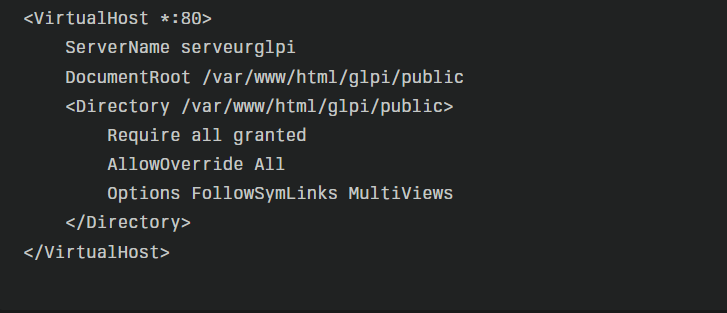 <VirtualHost *:80>
    ServerName serveurglpi
    DocumentRoot /var/www/html/glpi/public
    <Directory /var/www/html/glpi/public>
        Require all granted
        AllowOverride All
        Options FollowSymLinks MultiViews
    </Directory>
</VirtualHost>